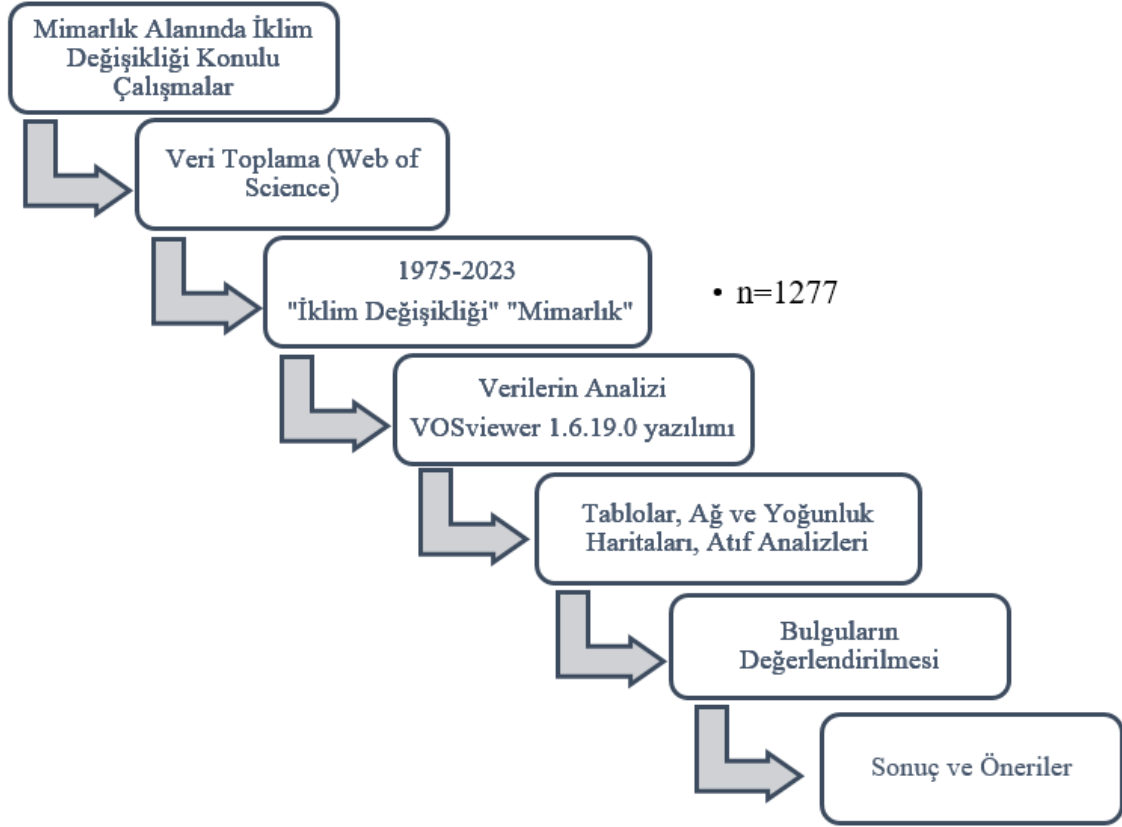 Mimarlık Alanında İklim
Değişikliği Konulu
Çalışmalar
Veri Toplama (Web of
Science)
1975-2023
"İklim Değişikliği" "Mimarlık"
• n=1277
Verilerin Analizi
VOSviewer 1.6.19.0 yazılımı
Tablolar, Ağ ve Yoğunluk
Haritaları, Atıf Analizleri
Bulguların
Değerlendirilmesi
Sonuç ve Öneriler